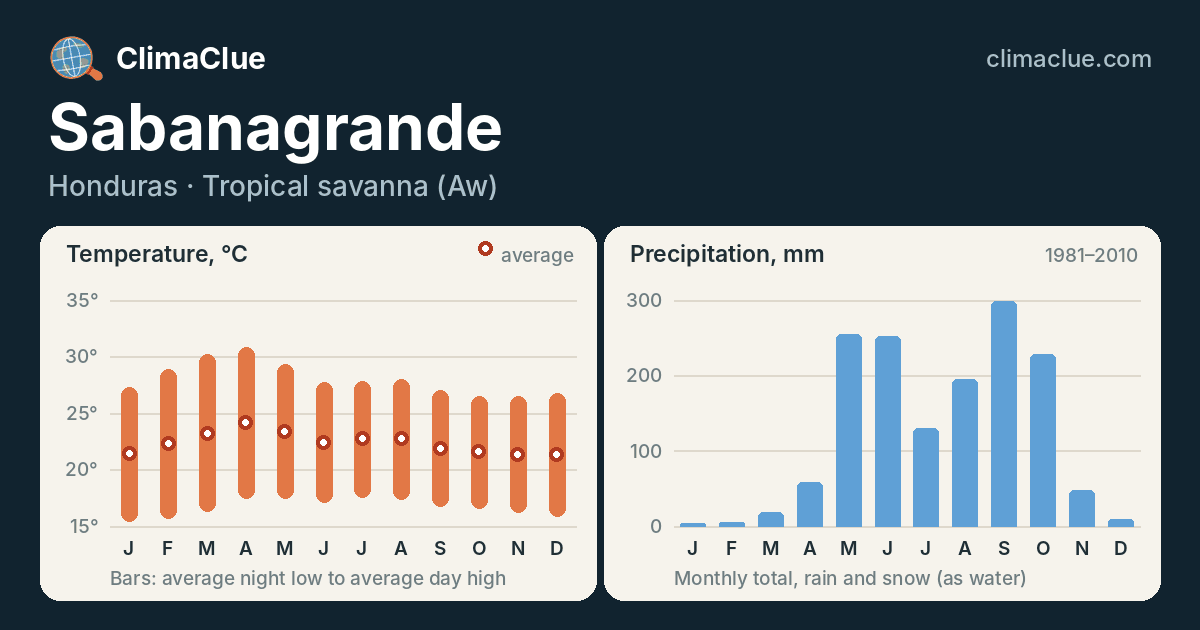 ClimaClue
climaclue.com
Sabanagrande
Honduras · Tropical savanna (Aw)
Temperature, °C
average
35°
30°
25°
20°
15°
J F M A M J J A S O N D
Bars: average night low to average day high
Precipitation, mm
1981–2010
300
200
100
0
J F M A M J J A S O N D
Monthly total, rain and snow (as water)